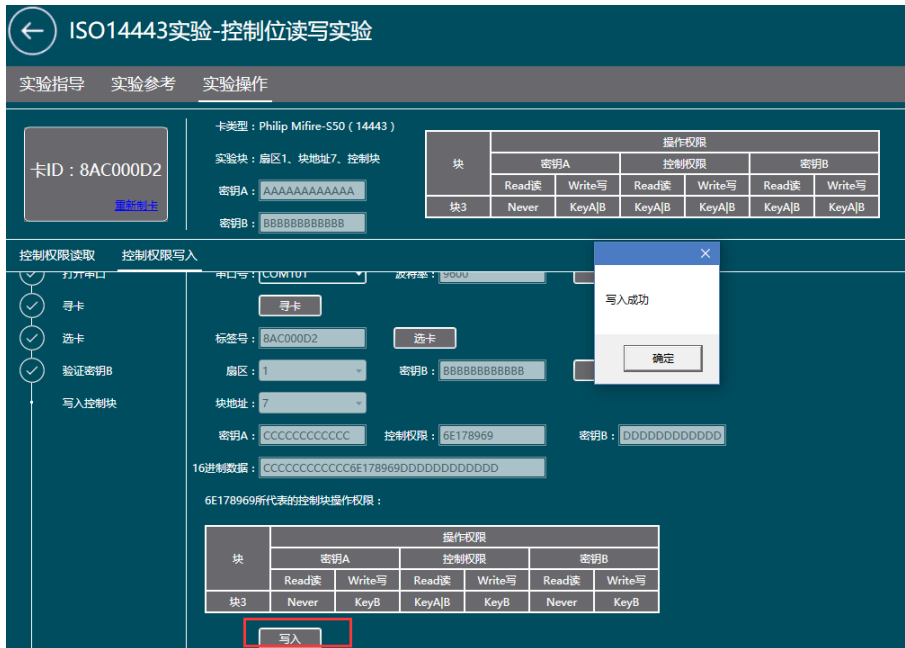 ISO14443实验-控制位读写实验
实验指导 实验参考 实验操作
卡ID：8AC000D2
重新制卡
卡类型：Philip Mifire-S50 ( 14443 )
实验块：扇区1、块地址7、控制块
密钥A： AAAAAAAAAAAA
密钥B： BBBBBBBBBBBB
操作权限
块 密钥A 控制权限 密钥B
Read读 Write写 Read读 Write写 Read读 Write写
块3 Never KeyA|B KeyA|B KeyA|B KeyA|B KeyA|B
控制权限读取 控制权限写入
打开串口 串口号： COM101 波特率： 9600
寻卡 寻卡
选卡 标签号： 8AC000D2 选卡
验证密钥B 扇区： 1 密钥B： BBBBBBBBBBBB
写入控制块 块地址： 7
写入成功
确定
密钥A： CCCCCCCCCCCC 控制权限： 6E178969 密钥B： DDDDDDDDDDDD
16进制数据： CCCCCCCCCCCC6E178969DDDDDDDDDDDD
6E178969所代表的控制块操作权限：
操作权限
块 密钥A 控制权限 密钥B
Read读 Write写 Read读 Write写 Read读 Write写
块3 Never KeyB KeyA|B KeyB Never KeyB
写入